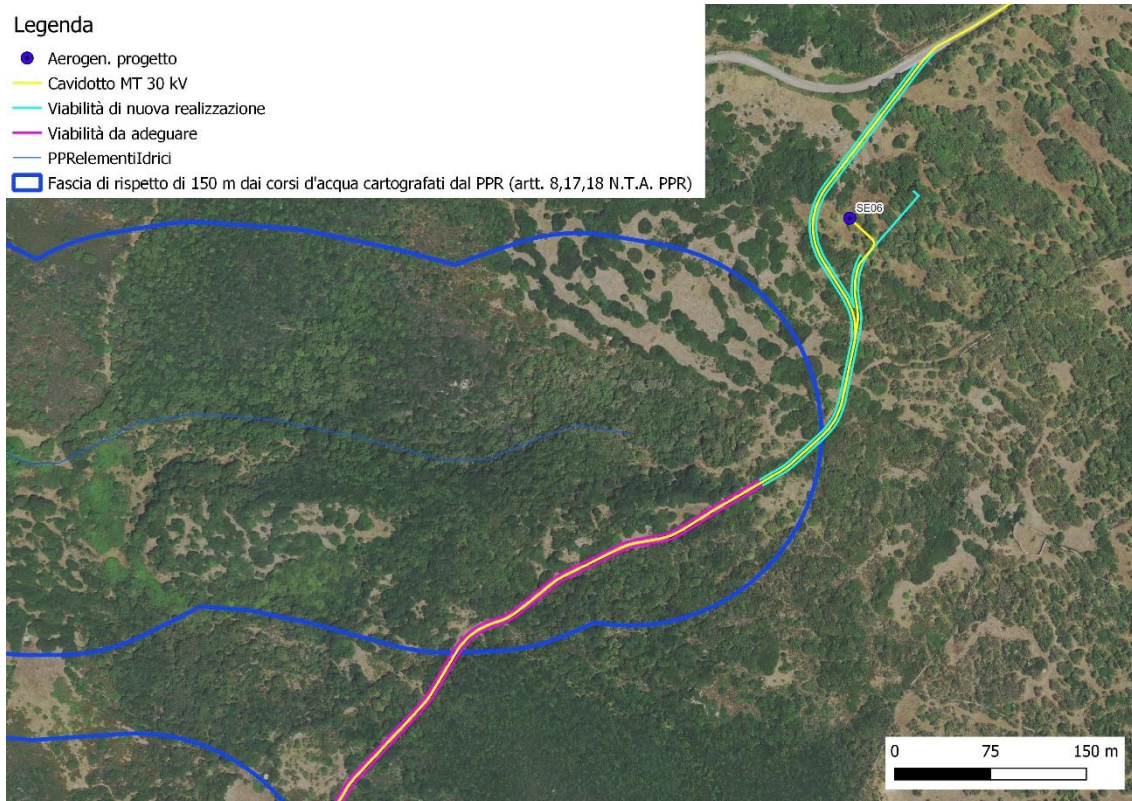 Legenda
Aerogen. progetto
Cavidotto MT 30 kV
Viabilità di nuova realizzazione
Viabilità da adeguare
PPRelementiIdrici
Fascia di rispetto di 150 m dai corsi d'acqua cartografati dal PPR (artt. 8,17,18 N.T.A. PPR)
SE06
0 75 150 m